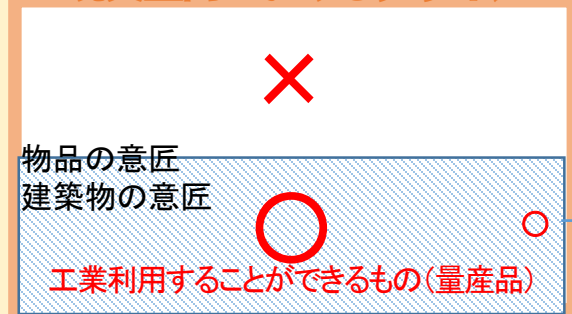 ×
物品の意匠
建築物の意匠
○
○
工業利用することができるもの(量産品)